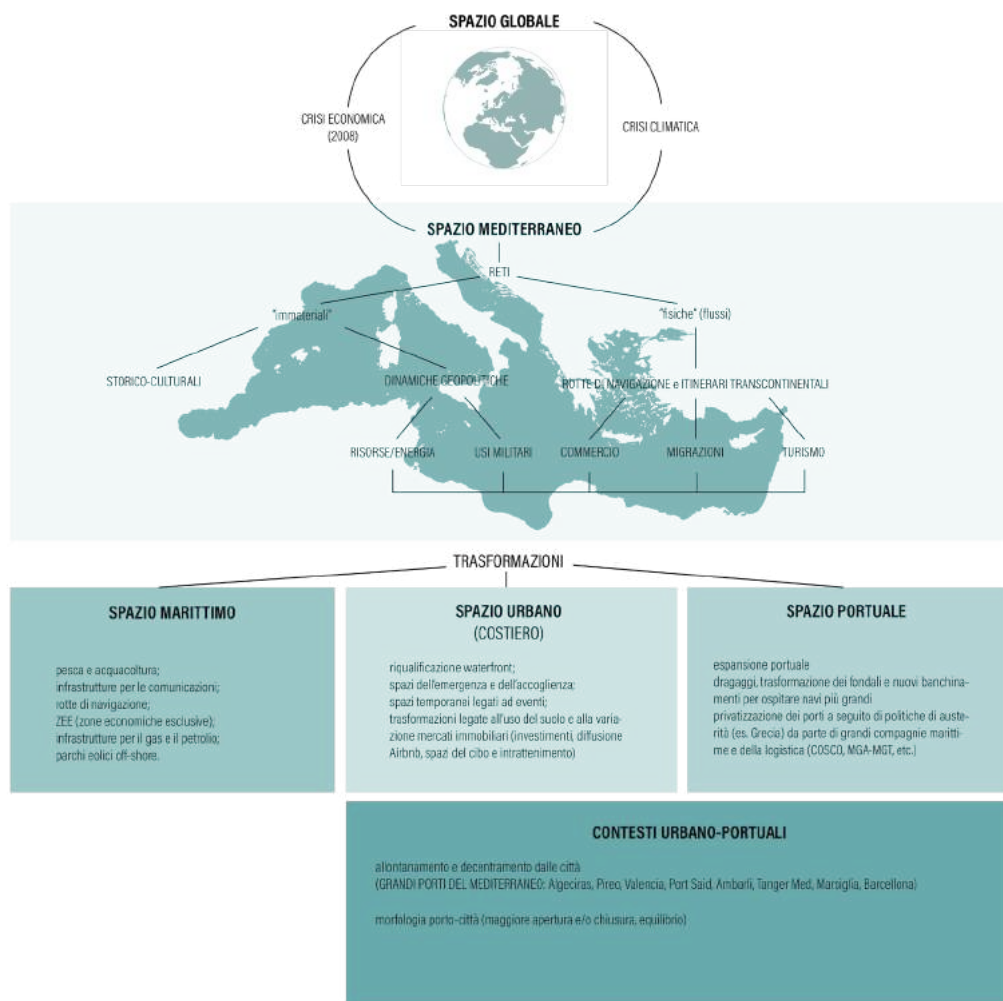 SPAZIO GLOBALE
CRISI ECONOMICA
(2008)
CRISI CLIMATICA
SPAZIO MEDITERRANEO
RETI
"immateriali"
"fisiche" (flussi)
STORICO-CULTURALI
DINAMICHE GEOPOLITICHE
ROTTE DI NAVIGAZIONE e ITINERARI TRANSCONTINENTALI
RISORSE/ENERGIA
USI MILITARI
COMMERCIO
MIGRAZIONI
TURISMO
TRASFORMAZIONI
SPAZIO MARITTIMO
pesca e acquacoltura;
infrastrutture per le comunicazioni;
rotte di navigazione;
ZEE (zone economiche esclusive);
infrastrutture per il gas e il petrolio;
parchi eolici off-shore.
SPAZIO URBANO
(COSTIERO)
riqualificazione waterfront;
spazi dell'emergenza e dell'accoglienza;
spazi temporanei legati ad eventi;
trasformazioni legate all'uso del suolo e alla varia-
zione mercati immobiliari (investimenti, diffusione
Airbnb, spazi del cibo e intrattenimento)
SPAZIO PORTUALE
espansione portuale
dragaggi, trasformazione dei fondali e nuovi banchina-
menti per ospitare navi più grandi
privatizzazione dei porti a seguito di politiche di auste-
rità (es. Grecia) da parte di grandi compagnie maritti-
me e della logistica (COSCO, MGA-MGT, etc.)
CONTESTI URBANO-PORTUALI
allontanamento e decentramento dalle città
(GRANDI PORTI DEL MEDITERRANEO: Algeciras, Pireo, Valencia, Port Said, Ambarli, Tanger Med, Marsiglia, Barcellona)
morfologia porto-città (maggiore apertura e/o chiusura, equilibrio)